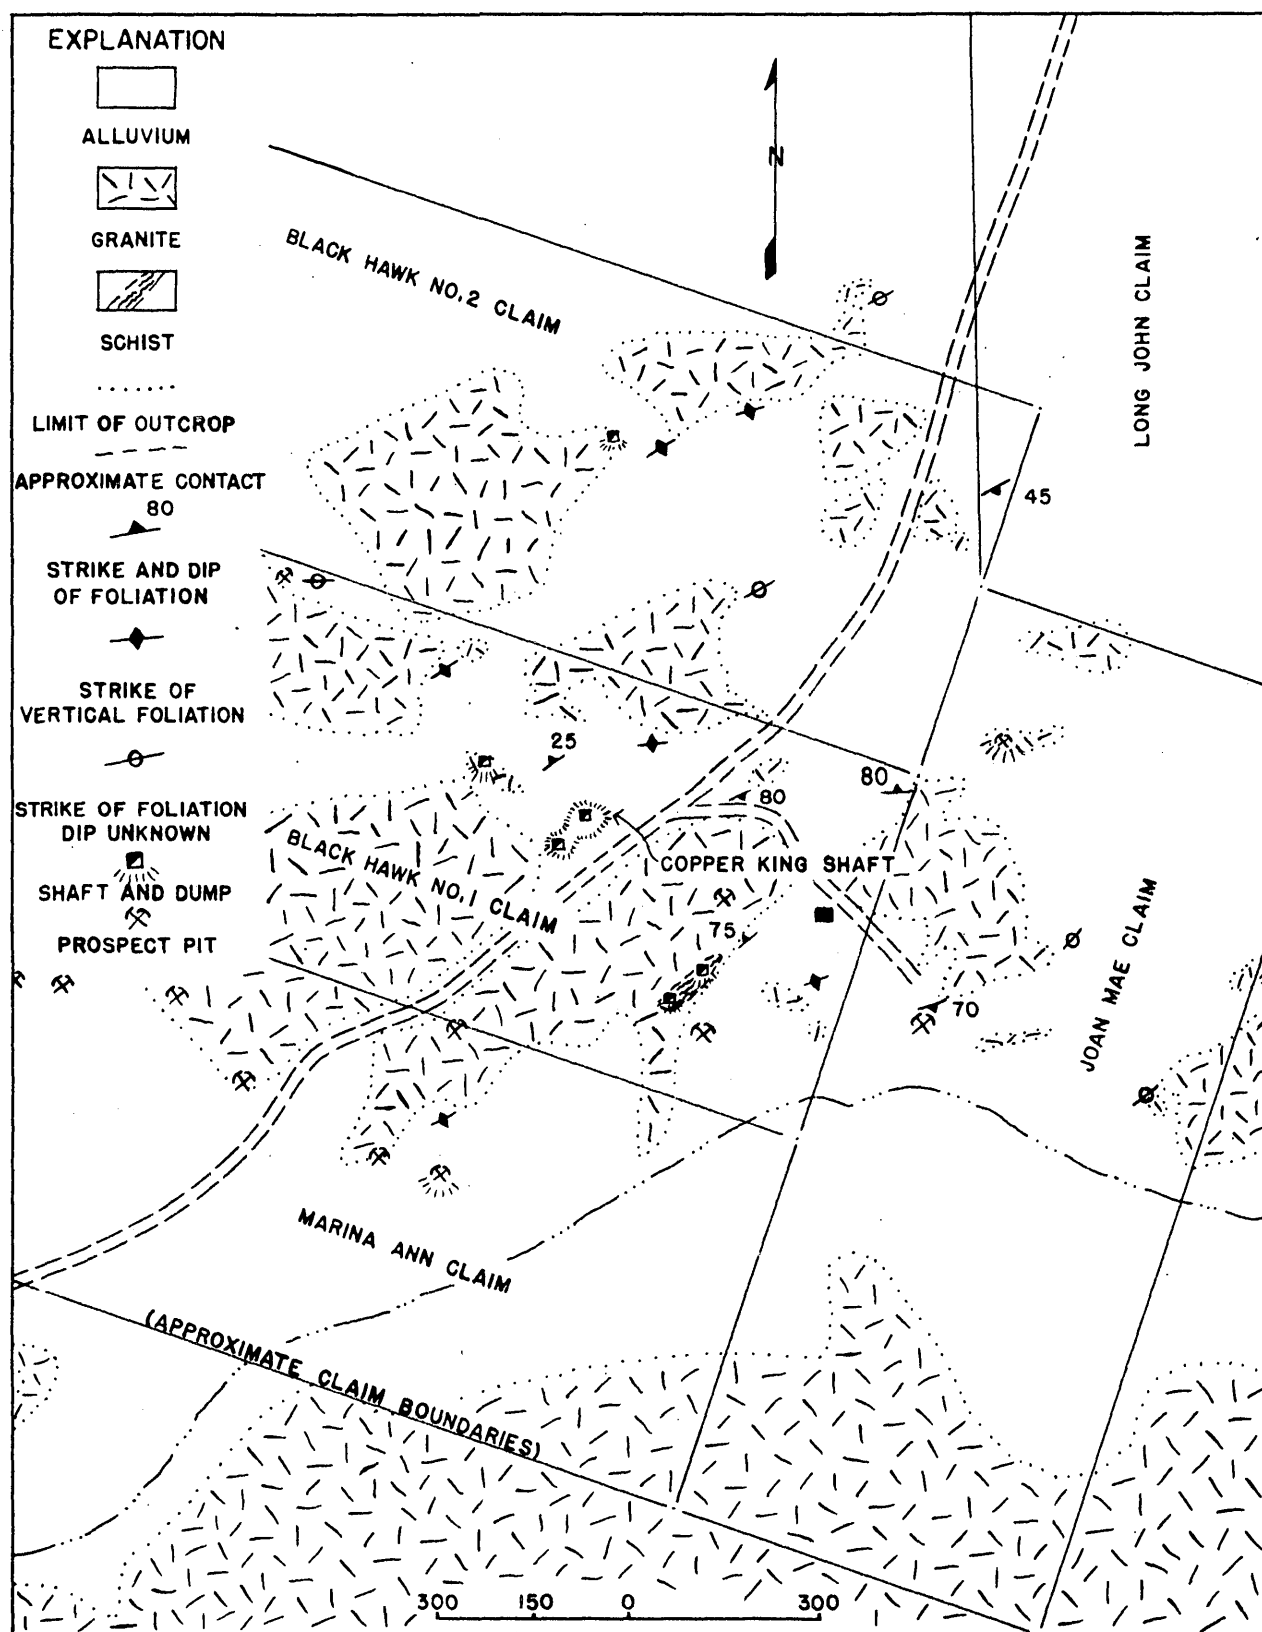 EXPLANATION
ALLUVIUM
GRANITE
SCHIST
LIMIT OF OUTCROP
APPROXIMATE CONTACT
80
STRIKE AND DIP
OF FOLIATION
STRIKE OF
VERTICAL FOLIATION
STRIKE OF FOLIATION
DIP UNKNOWN
SHAFT AND DUMP
PROSPECT PIT
N
BLACK HAWK NO. 2 CLAIM
LONG JOHN CLAIM
45
25
80
80
COPPER KING SHAFT
BLACK HAWK NO. 1 CLAIM
75
70
JOAN MAE CLAIM
MARINA ANN CLAIM
(APPROXIMATE CLAIM BOUNDARIES)
300 150 0 300